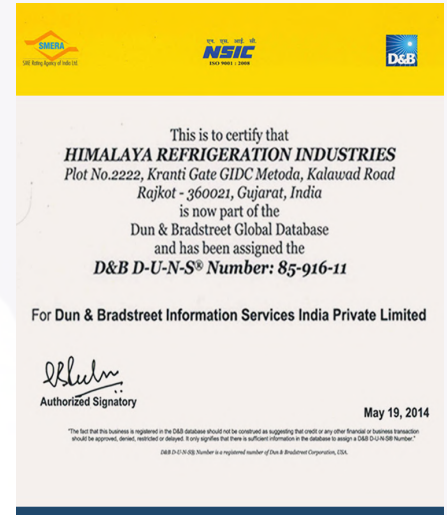 SMERA
SME Rating Agency of India Ltd.
एन. एस. आई. सी.
NSIC
ISO 9001 : 2008
D&B
This is to certify that
HIMALAYA REFRIGERATION INDUSTRIES
Plot No.2222, Kranti Gate GIDC Metoda, Kalawad Road
Rajkot - 360021, Gujarat, India
is now part of the
Dun & Bradstreet Global Database
and has been assigned the
D&B D-U-N-S® Number: 85-916-11
For Dun & Bradstreet Information Services India Private Limited
Authorized Signatory
May 19, 2014
"The fact that this business is registered in the D&B database should not be construed as suggesting that credit or any other financial or business transaction
should be approved, denied, restricted or delayed. It only signifies that there is sufficient information in the database to assign a D&B D-U-N-S® Number."
D&B D-U-N-S® Number is a registered number of Dun & Bradstreet Corporation, USA.